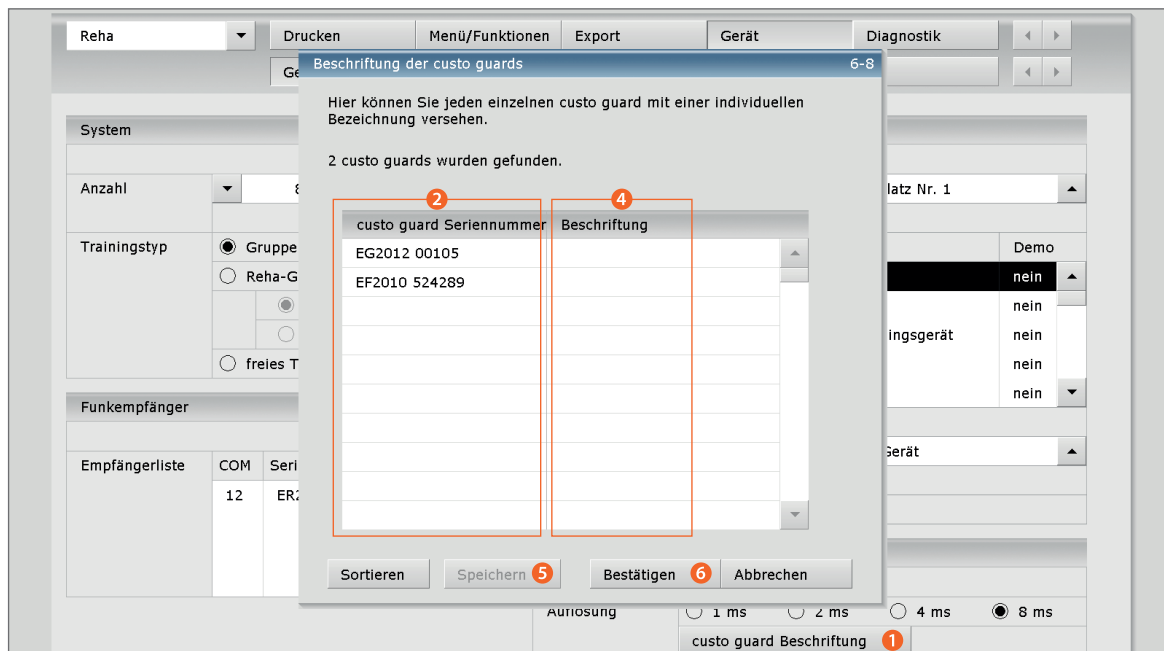 Reha Drucken Menü/Funktionen Export Gerät Diagnostik
Beschriftung der custo guards 6-8
Hier können Sie jeden einzelnen custo guard mit einer individuellen
Bezeichnung versehen.
2 custo guards wurden gefunden.
System
Anzahl 8
latz Nr. 1
2 4
custo guard Seriennummer Beschriftung
EG2012 00105
EF2010 524289
Trainingstyp Gruppe
Reha-G
freies T
Demo
nein
nein
ingsgerät nein
nein
nein
Funkempfänger
Empfängerliste COM Seri
12 ER2
Gerät
Sortieren Speichern 5 Bestätigen 6 Abbrechen
Auflösung 1 ms 2 ms 4 ms 8 ms
custo guard Beschriftung 1